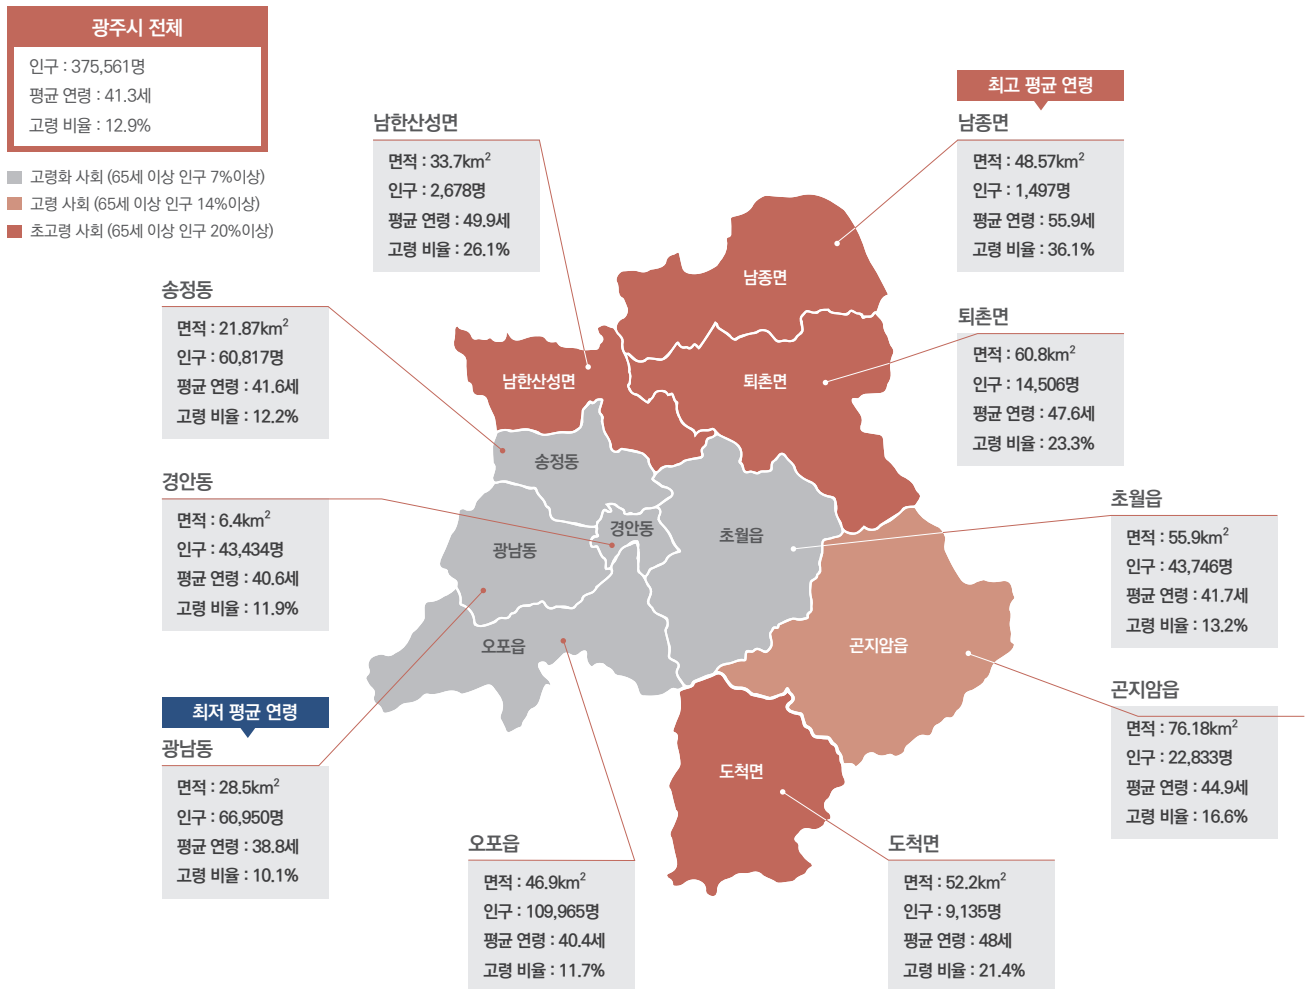 광주시 전체
인구 : 375,561명
평균 연령 : 41.3세
고령 비율 : 12.9%
고령화 사회 (65세 이상 인구 7%이상)
고령 사회 (65세 이상 인구 14%이상)
초고령 사회 (65세 이상 인구 20%이상)
남한산성면
면적 : 33.7km²
인구 : 2,678명
평균 연령 : 49.9세
고령 비율 : 26.1%
최고 평균 연령
남종면
면적 : 48.57km²
인구 : 1,497명
평균 연령 : 55.9세
고령 비율 : 36.1%
송정동
면적 : 21.87km²
인구 : 60,817명
평균 연령 : 41.6세
고령 비율 : 12.2%
퇴촌면
면적 : 60.8km²
인구 : 14,506명
평균 연령 : 47.6세
고령 비율 : 23.3%
경안동
면적 : 6.4km²
인구 : 43,434명
평균 연령 : 40.6세
고령 비율 : 11.9%
초월읍
면적 : 55.9km²
인구 : 43,746명
평균 연령 : 41.7세
고령 비율 : 13.2%
최저 평균 연령
광남동
면적 : 28.5km²
인구 : 66,950명
평균 연령 : 38.8세
고령 비율 : 10.1%
곤지암읍
면적 : 76.18km²
인구 : 22,833명
평균 연령 : 44.9세
고령 비율 : 16.6%
오포읍
면적 : 46.9km²
인구 : 109,965명
평균 연령 : 40.4세
고령 비율 : 11.7%
도척면
면적 : 52.2km²
인구 : 9,135명
평균 연령 : 48세
고령 비율 : 21.4%
남종면
남한산성면
퇴촌면
송정동
경안동
초월읍
광남동
오포읍
곤지암읍
도척면